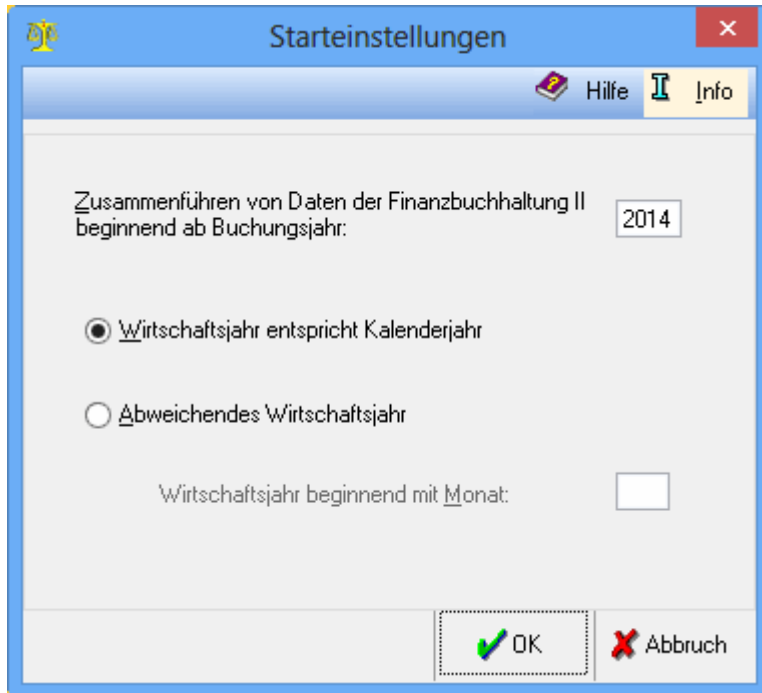 Starteinstellungen
Hilfe Info
Zusammenführen von Daten der Finanzbuchhaltung II
beginnend ab Buchungsjahr:
2014
Wirtschaftsjahr entspricht Kalenderjahr
Abweichendes Wirtschaftsjahr
Wirtschaftsjahr beginnend mit Monat:
OK Abbruch